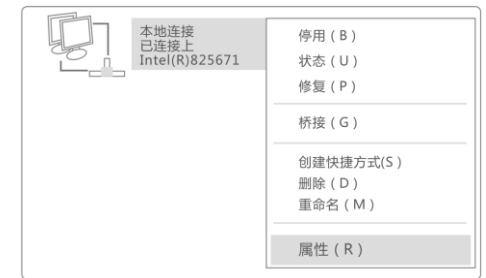 本地连接
已连接上
Intel(R)825671
停用（B）
状态（U）
修复（P）
桥接（G）
创建快捷方式(S）
删除（D）
重命名（M）
属性（R）